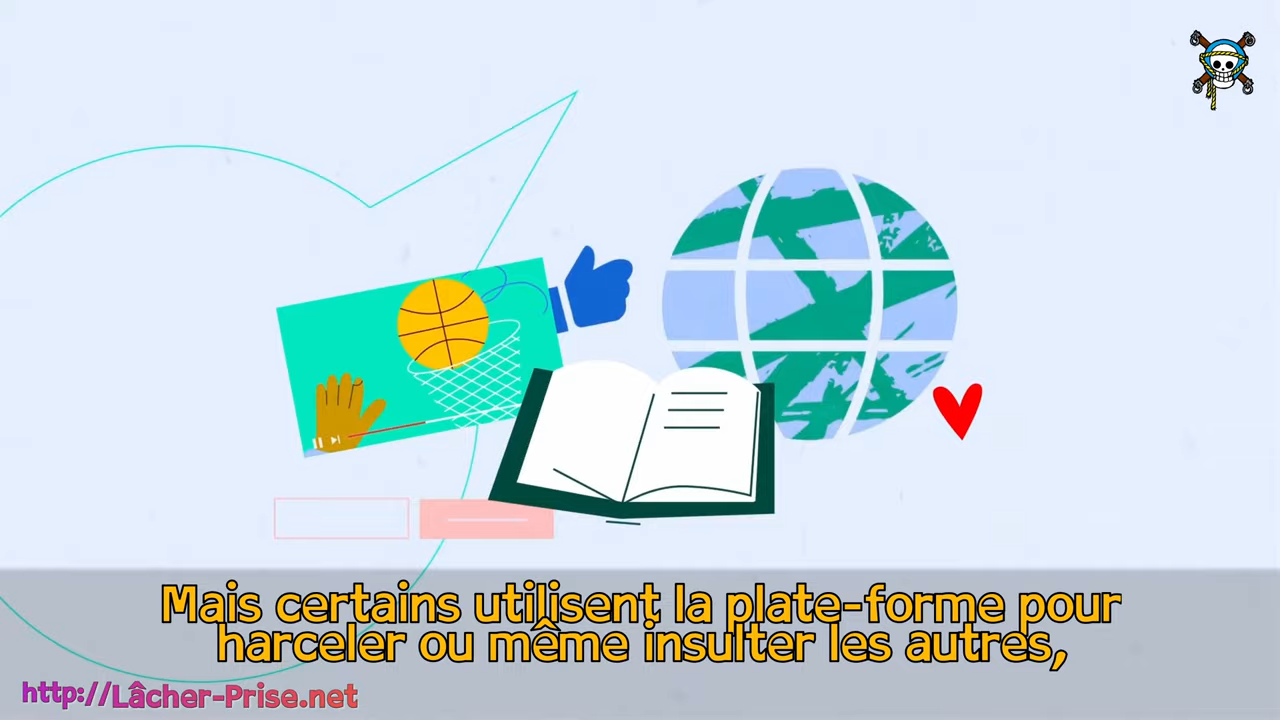 Mais certains utilisent la plate-forme pour
harceler ou même insulter les autres,
http://Lâcher-Prise.net